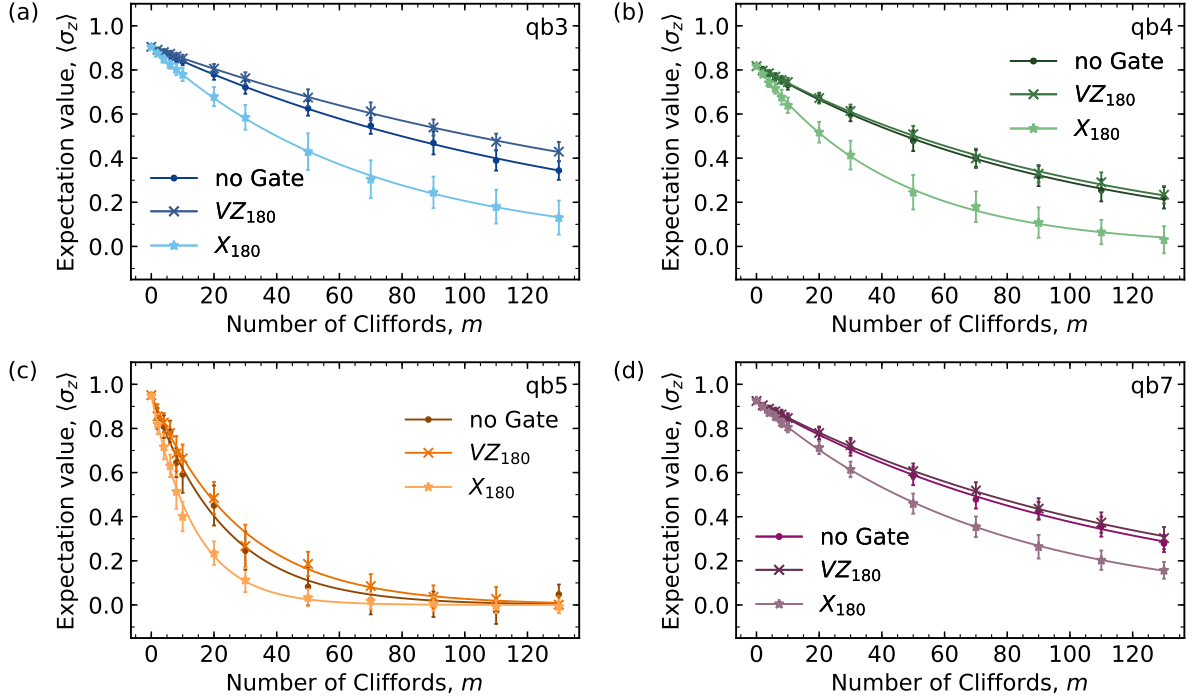 (a)
qb3
Expectation value, ⟨σz⟩
1.0
0.8
0.6
0.4
0.2
0.0
no Gate
VZ180
X180
0 20 40 60 80 100 120
Number of Cliffords, m
(b)
qb4
Expectation value, ⟨σz⟩
1.0
0.8
0.6
0.4
0.2
0.0
no Gate
VZ180
X180
0 20 40 60 80 100 120
Number of Cliffords, m
(c)
qb5
Expectation value, ⟨σz⟩
1.0
0.8
0.6
0.4
0.2
0.0
no Gate
VZ180
X180
0 20 40 60 80 100 120
Number of Cliffords, m
(d)
qb7
Expectation value, ⟨σz⟩
1.0
0.8
0.6
0.4
0.2
0.0
no Gate
VZ180
X180
0 20 40 60 80 100 120
Number of Cliffords, m